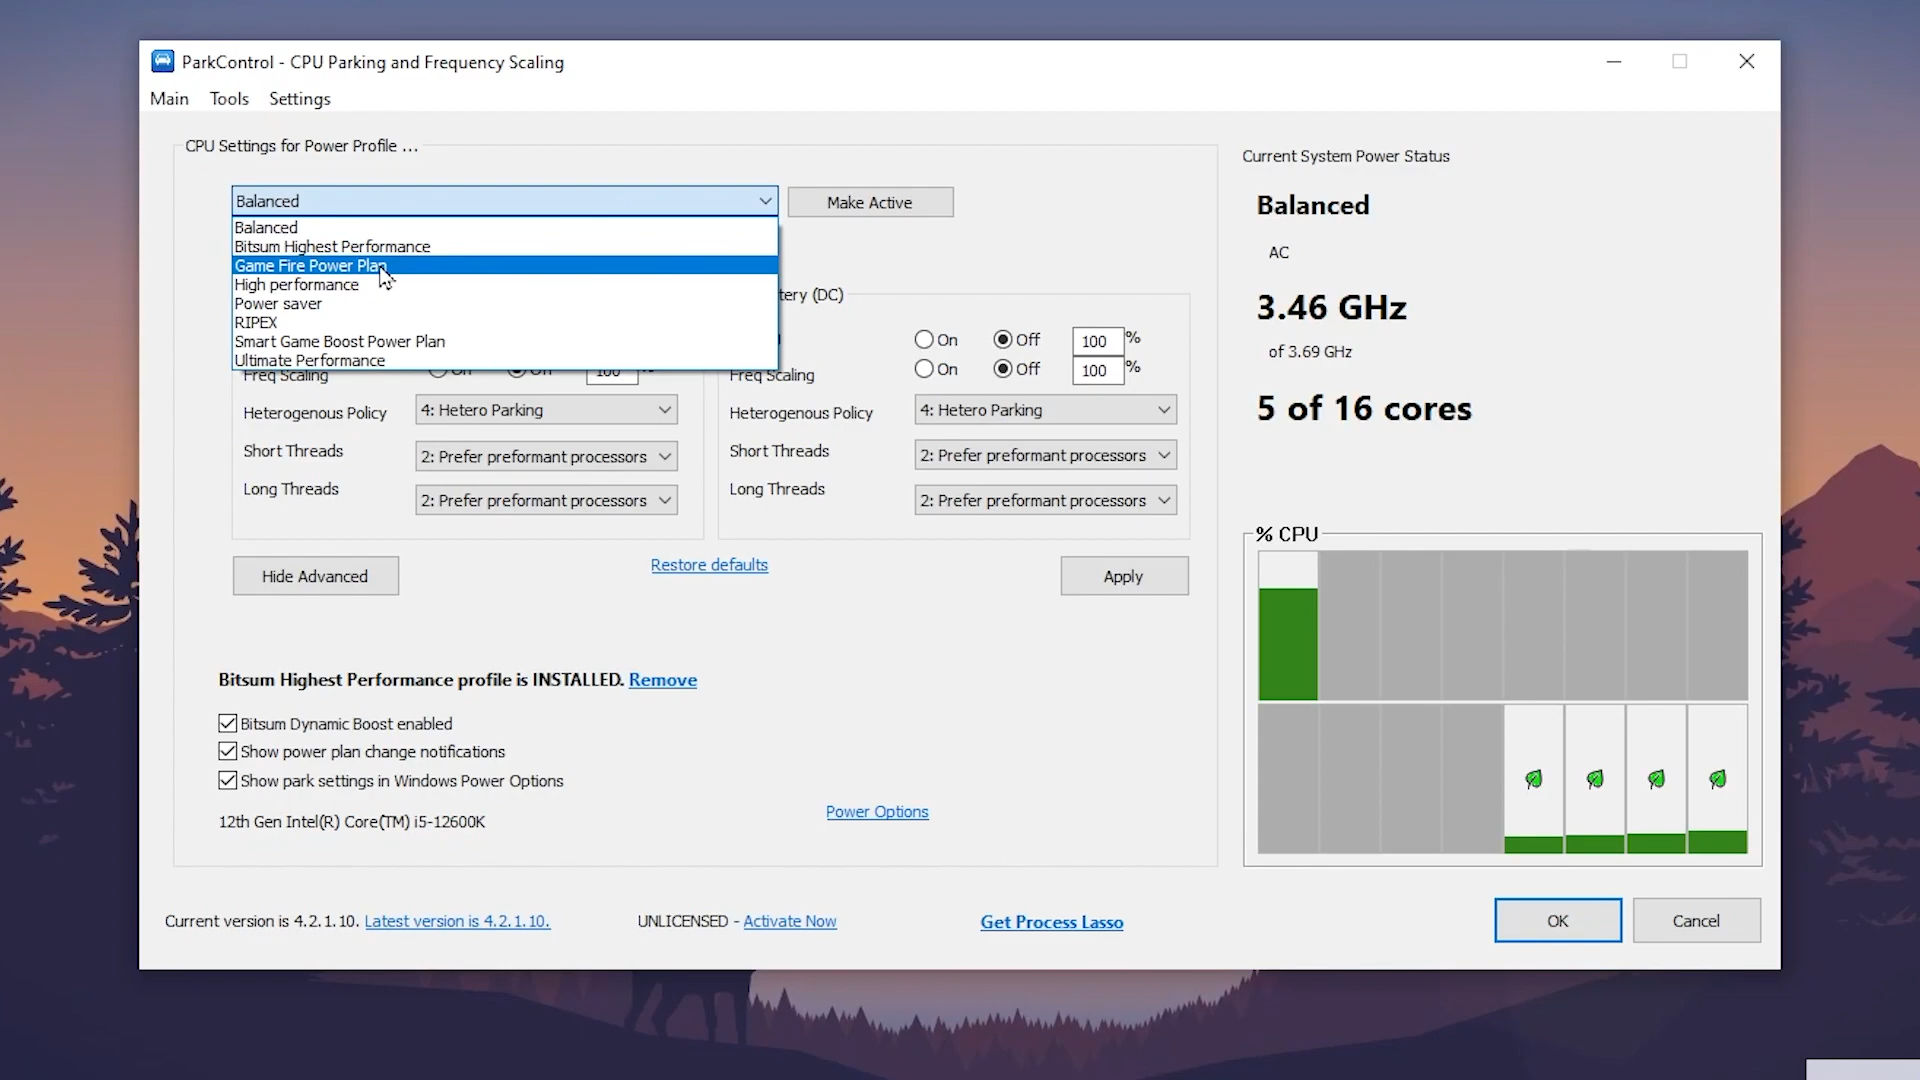 ParkControl - CPU Parking and Frequency Scaling
Main Tools Settings
CPU Settings for Power Profile ...
Balanced
Make Active
Balanced
Bitsum Highest Performance
Game Fire Power Plan
High performance
Power saver
RIPEX
Smart Game Boost Power Plan
Ultimate Performance
tery (DC)
On Off 100 %
Freq Scaling
100
Freq Scaling On Off 100 %
Heterogenous Policy 4: Hetero Parking
Heterogenous Policy 4: Hetero Parking
Short Threads 2: Prefer preformant processors
Short Threads 2: Prefer preformant processors
Long Threads 2: Prefer preformant processors
Long Threads 2: Prefer preformant processors
Hide Advanced
Restore defaults
Apply
Bitsum Highest Performance profile is INSTALLED. Remove
Bitsum Dynamic Boost enabled
Show power plan change notifications
Show park settings in Windows Power Options
12th Gen Intel(R) Core(TM) i5-12600K
Power Options
Current System Power Status
Balanced
AC
3.46 GHz
of 3.69 GHz
5 of 16 cores
% CPU
Current version is 4.2.1.10. Latest version is 4.2.1.10.
UNLICENSED - Activate Now
Get Process Lasso
OK
Cancel